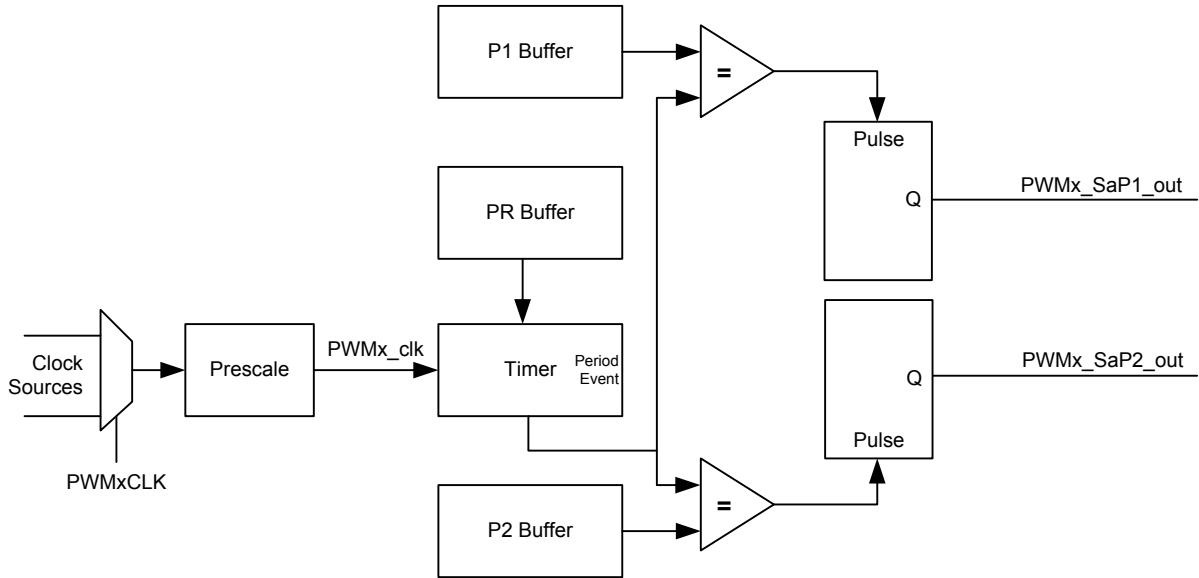 P1 Buffer
=
Pulse
Q
PWMx_SaP1_out
PR Buffer
Clock
Sources
PWMxCLK
Prescale
PWMx_clk
Timer
Period
Event
Q
Pulse
PWMx_SaP2_out
P2 Buffer
=